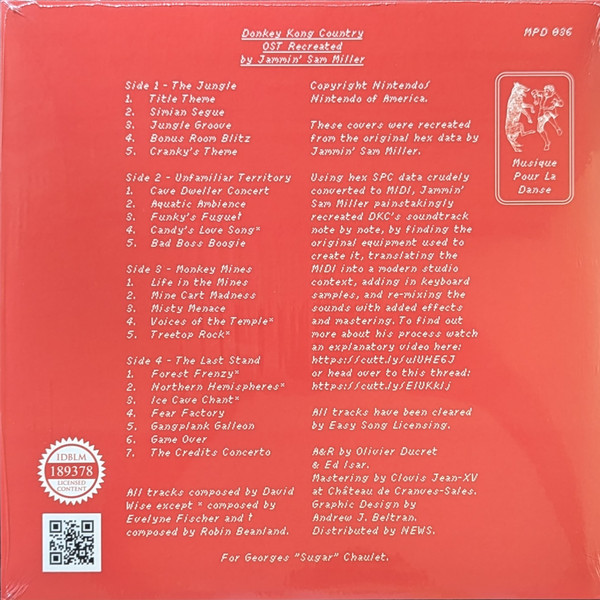 Donkey Kong Country
OST Recreated
by Jammin' Sam Miller
MPD 036
Side 1 - The Jungle
1. Title Theme
2. Simian Segue
3. Jungle Groove
4. Bonus Room Blitz
5. Cranky's Theme
Side 2 - Unfamiliar Territory
1. Cave Dweller Concert
2. Aquatic Ambience
3. Funky's Fugue†
4. Candy's Love Song*
5. Bad Boss Boogie
Side 3 - Monkey Mines
1. Life in the Mines
2. Mine Cart Madness
3. Misty Menace
4. Voices of the Temple*
5. Treetop Rock*
Side 4 - The Last Stand
1. Forest Frenzy*
2. Northern Hemispheres*
3. Ice Cave Chant*
4. Fear Factory
5. Gangplank Galleon
6. Game Over
7. The Credits Concerto
IDBLM
189378
LICENSED
CONTENT
All tracks composed by David
Wise except * composed by
Evelyne Fischer and †
composed by Robin Beanland.
Copyright Nintendo/
Nintendo of America.
These covers were recreated
from the original hex data by
Jammin' Sam Miller.
Using hex SPC data crudely
converted to MIDI, Jammin'
Sam Miller painstakingly
recreated DKC's soundtrack
note by note, by finding the
original equipment used to
create it, translating the
MIDI into a modern studio
context, adding in keyboard
samples, and re-mixing the
sounds with added effects
and mastering. To find out
more about his process watch
an explanatory video here:
https://cutt.ly/ulUHE6J
or head over to this thread:
https://cutt.ly/EIUKklj
All tracks have been cleared
by Easy Song Licensing.
A&R by Olivier Ducret
& Ed Isar.
Mastering by Clovis Jean-XV
at Château de Cranves-Sales.
Graphic Design by
Andrew J. Beltran.
Distributed by NEWS.
Musique
Pour La
Danse
For Georges "Sugar" Chaulet.